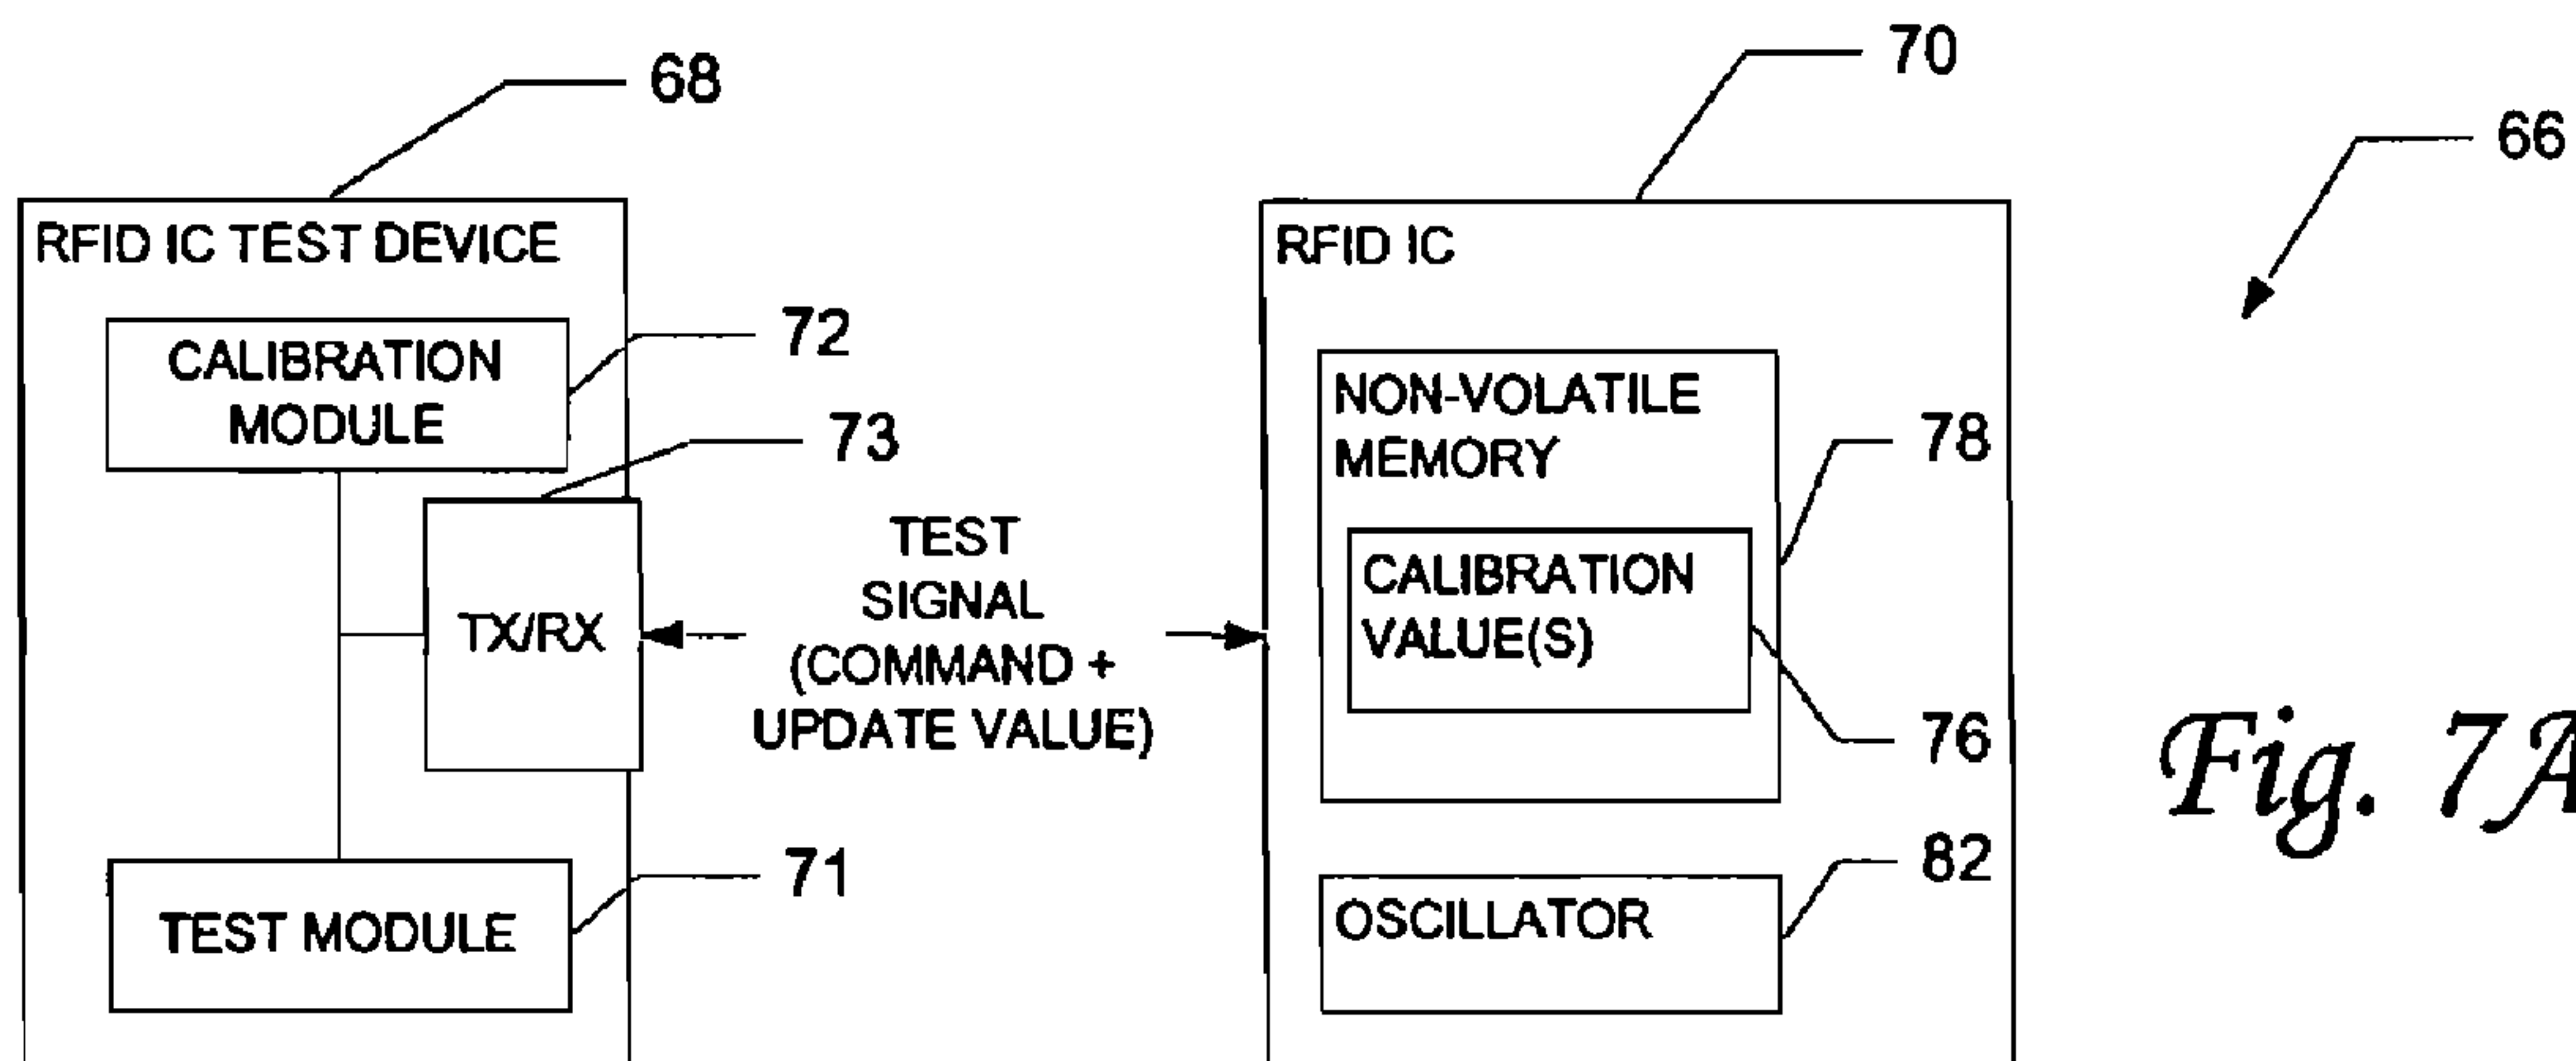 68
70
66
RFID IC TEST DEVICE
CALIBRATION
MODULE
72
73
TX/RX
TEST MODULE
71
TEST
SIGNAL
(COMMAND +
UPDATE VALUE)
RFID IC
NON-VOLATILE
MEMORY
78
CALIBRATION
VALUE(S)
76
OSCILLATOR
82
Fig. 7A